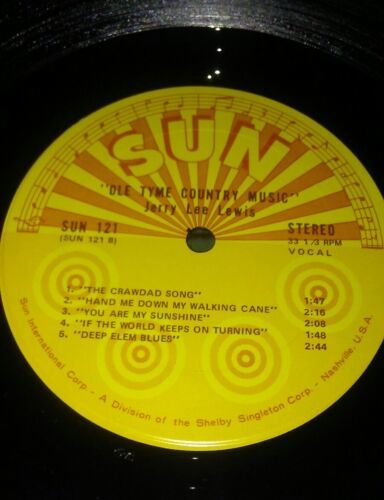 SUN
"OLE TYME COUNTRY MUSIC"
Jerry Lee Lewis
SUN 121
(SUN 121 B)
STEREO
33 1/3 RPM
VOCAL
1. "THE CRAWDAD SONG" 1:47
2. "HAND ME DOWN MY WALKING CANE" 2:16
3. "YOU ARE MY SUNSHINE" 2:08
4. "IF THE WORLD KEEPS ON TURNING" 1:48
5. "DEEP ELEM BLUES" 2:44
Sun International Corp. - A Division of the Shelby Singleton Corp. - Nashville, U.S.A.